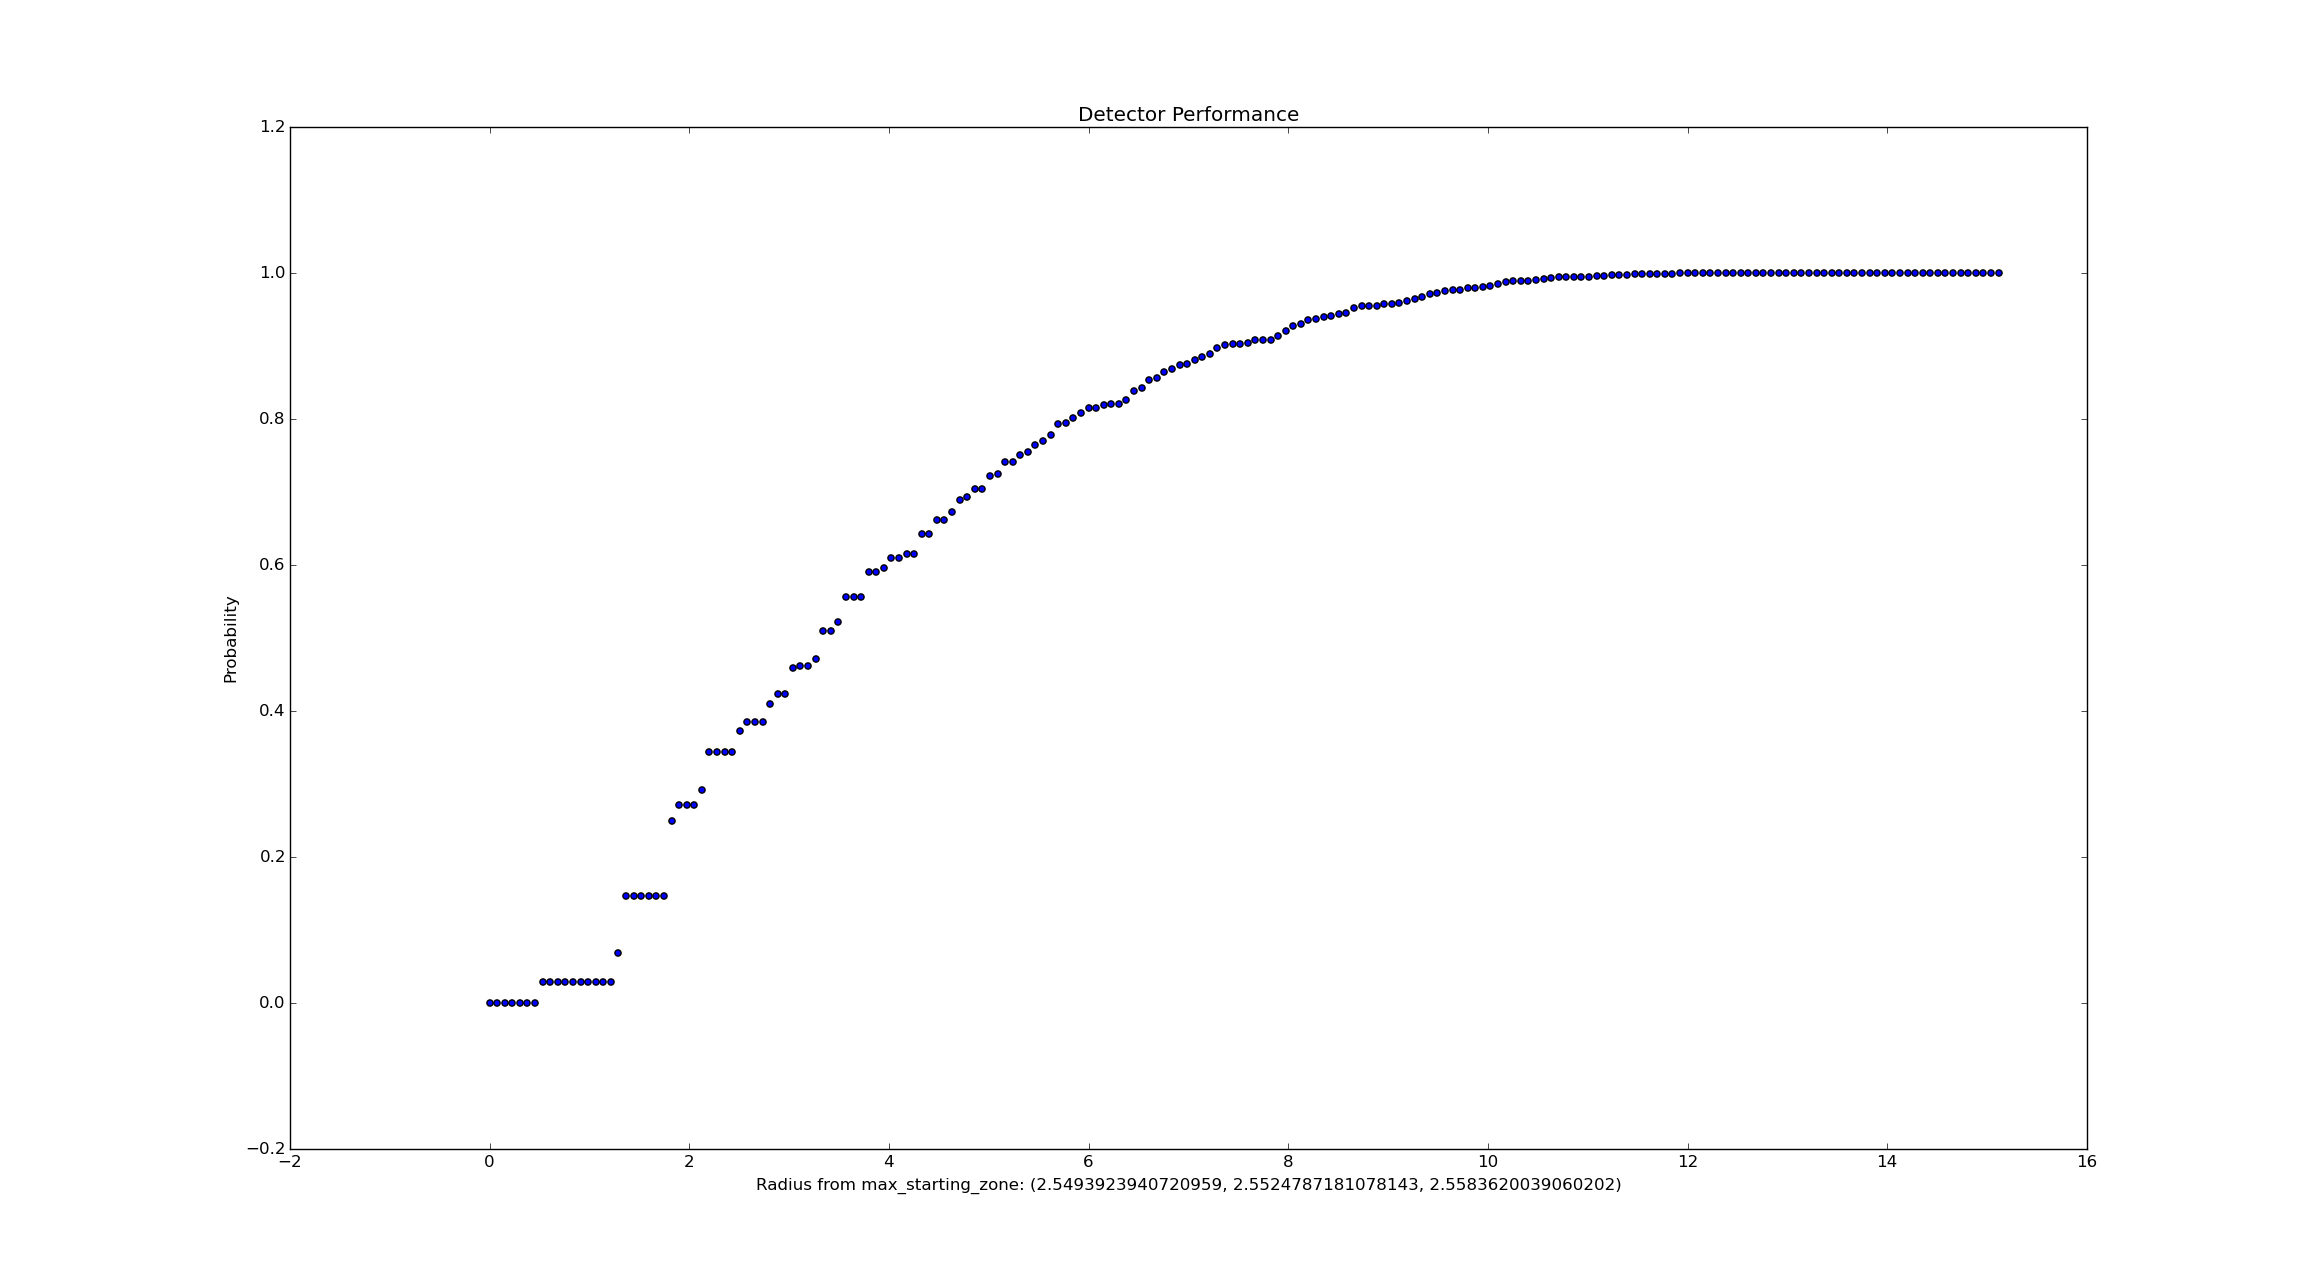 Detector Performance
1.2
1.0
0.8
0.6
0.4
0.2
0.0
−0.2
Probability
−2 0 2 4 6 8 10 12 14 16
Radius from max_starting_zone: (2.5493923940720959, 2.5524787181078143, 2.5583620039060202)